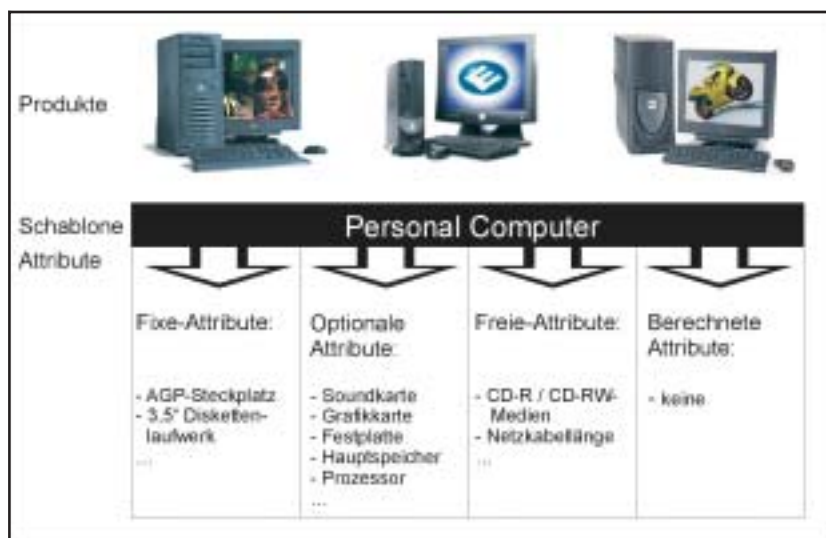 Produkte
Schablone
Personal Computer
Attribute
Fixe-Attribute:
- AGP-Steckplatz
- 3,5" Disketten-
laufwerk
...
Optionale
Attribute:
- Soundkarte
- Grafikkarte
- Festplatte
- Hauptspeicher
- Prozessor
...
Freie-Attribute:
- CD-R / CD-RW-
Medien
- Netzkabellänge
...
Berechnete
Attribute:
- keine